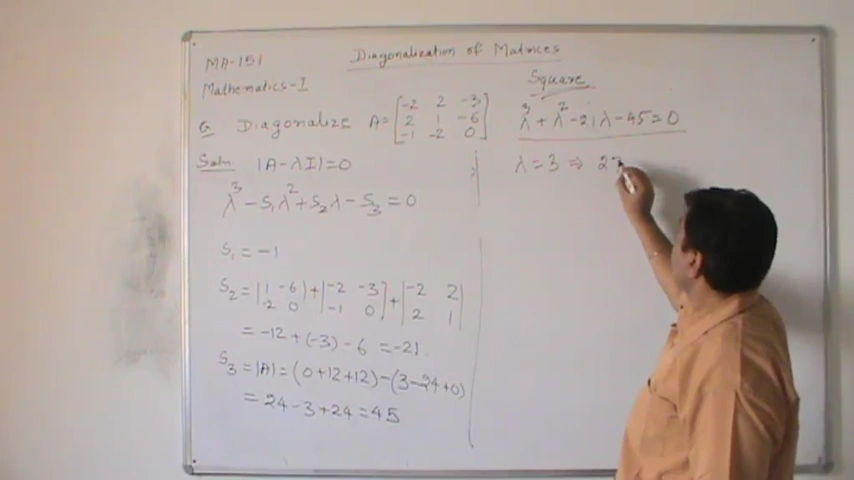 MA-151
Mathematics-I
Diagonalization of Matrices
Square
Q. Diagonalize A = [-2 2 -3
2 1 -6
-1 -2 0]
Soln. |A-λI|=0
λ³ - S₁λ² + S₂λ - S₃ = 0
S₁ = -1
S₂ = |1 -6| + |-2 -3| + |-2 2|
|-2 0| |-1 0| |2 1|
= -12 + (-3) - 6 = -21.
S₃ = |A| = (0+12+12) - (3-24+0)
= 24 - 3 + 24 = 45
λ³ + λ² - 21λ - 45 = 0
λ = 3 ⇒ 27